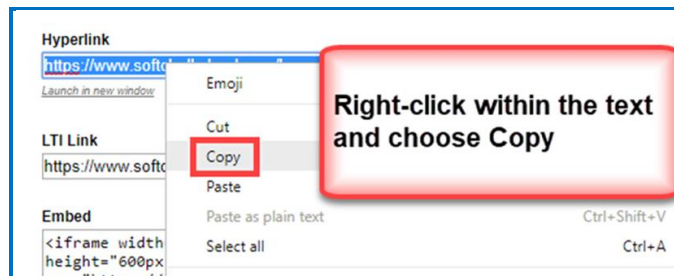 Hyperlink
https://www.softc
Launch in new window
Emoji
Right-click within the text
and choose Copy
Cut
LTI Link
Copy
https://www.softc
Paste
Embed
Paste as plain text Ctrl+Shift+V
<iframe width
Select all Ctrl+A
height="600px